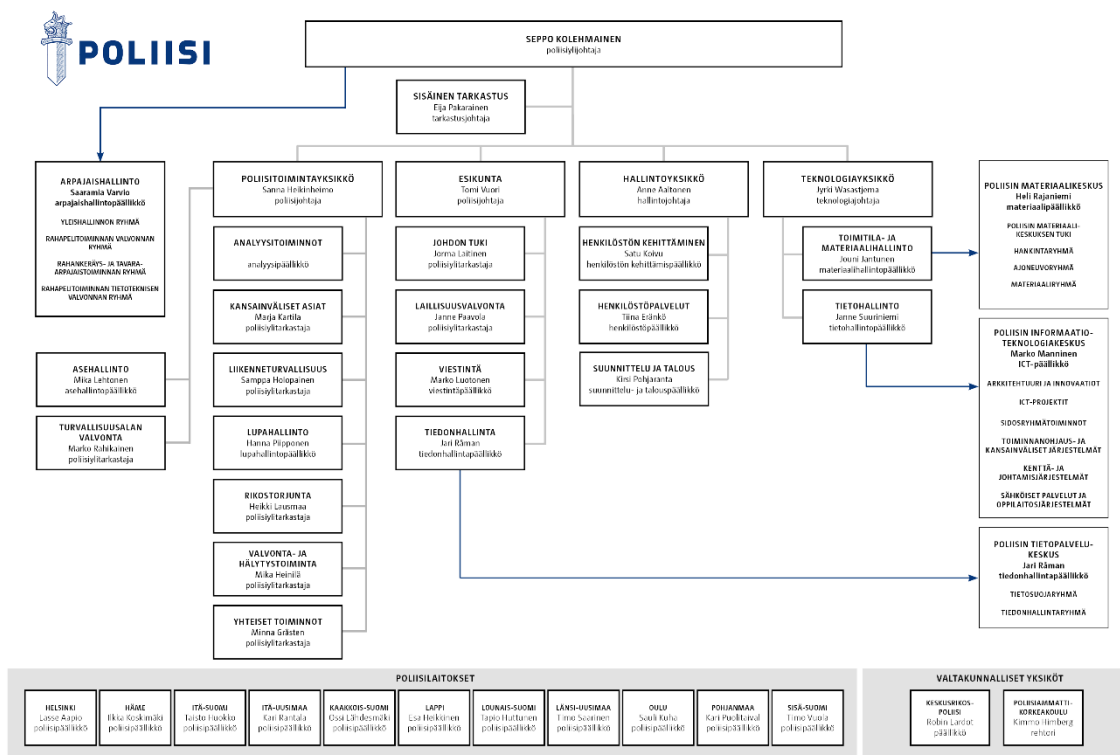 POLIISI
SEPPO KOLEHMAINEN
poliisiylijohtaja
SISÄINEN TARKASTUS
Eija Pakarainen
tarkastusjohtaja
ARPAJAISHALLINTO
Saaramia Varvio
arpajaishallintopäällikkö
YLEISHALLINNON RYHMÄ
RAHAPELITOIMINNAN VALVONNAN
RYHMÄ
RAHANKERÄYS- JA TAVARA-
ARPAJAISTOIMINNAN RYHMÄ
RAHAPELITOIMINNAN TIETOTEKNISEN
VALVONNAN RYHMÄ
ASEHALLINTO
Mika Lehtonen
asehallintopäällikkö
TURVALLISUUSALAN
VALVONTA
Marko Rahikainen
poliisiylitarkastaja
POLIISITOIMINTAYKSIKKÖ
Sanna Heikinheimo
poliisijohtaja
ANALYYSITOIMINNOT
analyysipäällikkö
KANSAINVÄLISET ASIAT
Marja Kartila
poliisiylitarkastaja
LIIKENNETURVALLISUUS
Samppa Holopainen
poliisiylitarkastaja
LUPAHALLINTO
Hanna Piipponen
lupahallintopäällikkö
RIKOSTORJUNTA
Heikki Lausmaa
poliisiylitarkastaja
VALVONTA- JA
HÄLYTYSTOIMINTA
Mika Heinilä
poliisiylitarkastaja
YHTEISET TOIMINNOT
Minna Gråsten
poliisiylitarkastaja
ESIKUNTA
Tomi Vuori
poliisijohtaja
JOHDON TUKI
Jorma Laitinen
poliisiylitarkastaja
LAILLISUUSVALVONTA
Janne Paavola
poliisiylitarkastaja
VIESTINTÄ
Marko Luotonen
viestintäpäällikkö
TIEDONHALLINTA
Jari Råman
tiedonhallintapäällikkö
HALLINTOYKSIKKÖ
Anne Aaltonen
hallintojohtaja
HENKILÖSTÖN KEHITTÄMINEN
Satu Koivu
henkilöstön kehittämispäällikkö
HENKILÖSTÖPALVELUT
Tiina Eränkö
henkilöstöpäällikkö
SUUNNITTELU JA TALOUS
Kirsi Pohjaranta
suunnittelu- ja talouspäällikkö
TEKNOLOGIAYKSIKKÖ
Jyrki Wasastjerna
teknologiajohtaja
TOIMITILA- JA
MATERIAALIHALLINTO
Jouni Jantunen
materiaalihallintopäällikkö
TIETOHALLINTO
Janne Suuriniemi
tietohallintopäällikkö
POLIISIN MATERIAALIKESKUS
Heli Rajaniemi
materiaalipäällikkö
POLIISIN MATERIAALI-
KESKUKSEN TUKI
HANKINTARYHMÄ
AJONEUVORYHMÄ
MATERIAALIRYHMÄ
POLIISIN INFORMAATIO-
TEKNOLOGIAKESKUS
Marko Manninen
ICT-päällikkö
ARKKITEHTUURI JA INNOVAATIOT
ICT-PROJEKTIT
SIDOSRYHMÄTOIMINNOT
TOIMINNANOHJAUS- JA
KANSAINVÄLISET JÄRJESTELMÄT
KENTTÄ- JA
JOHTAMISJÄRJESTELMÄT
SÄHKÖISET PALVELUT JA
OPPILAITOSJÄRJESTELMÄT
POLIISIN TIETOPALVELU-
KESKUS
Jari Råman
tiedonhallintapäällikkö
TIETOSUOJARYHMÄ
TIEDONHALLINTARYHMÄ
POLIISILAITOKSET
HELSINKI
Lasse Aapio
poliisipäällikkö
HÄME
Ilkka Koskimäki
poliisipäällikkö
ITÄ-SUOMI
Taisto Huokko
poliisipäällikkö
ITÄ-UUSIMAA
Kari Rantala
poliisipäällikkö
KAAKKOIS-SUOMI
Ossi Lähdesmäki
poliisipäällikkö
LAPPI
Esa Heikkinen
poliisipäällikkö
LOUNAIS-SUOMI
Tapio Huttunen
poliisipäällikkö
LÄNSI-UUSIMAA
Timo Saarinen
poliisipäällikkö
OULU
Sauli Kuha
poliisipäällikkö
POHJANMAA
Kari Puolitaival
poliisipäällikkö
SISÄ-SUOMI
Timo Vuola
poliisipäällikkö
VALTAKUNNALLISET YKSIKÖT
KESKUSRIKOS-
POLIISI
Robin Lardot
päällikkö
POLIISIAMMATTI-
KORKEAKOULU
Kimmo Himberg
rehtori